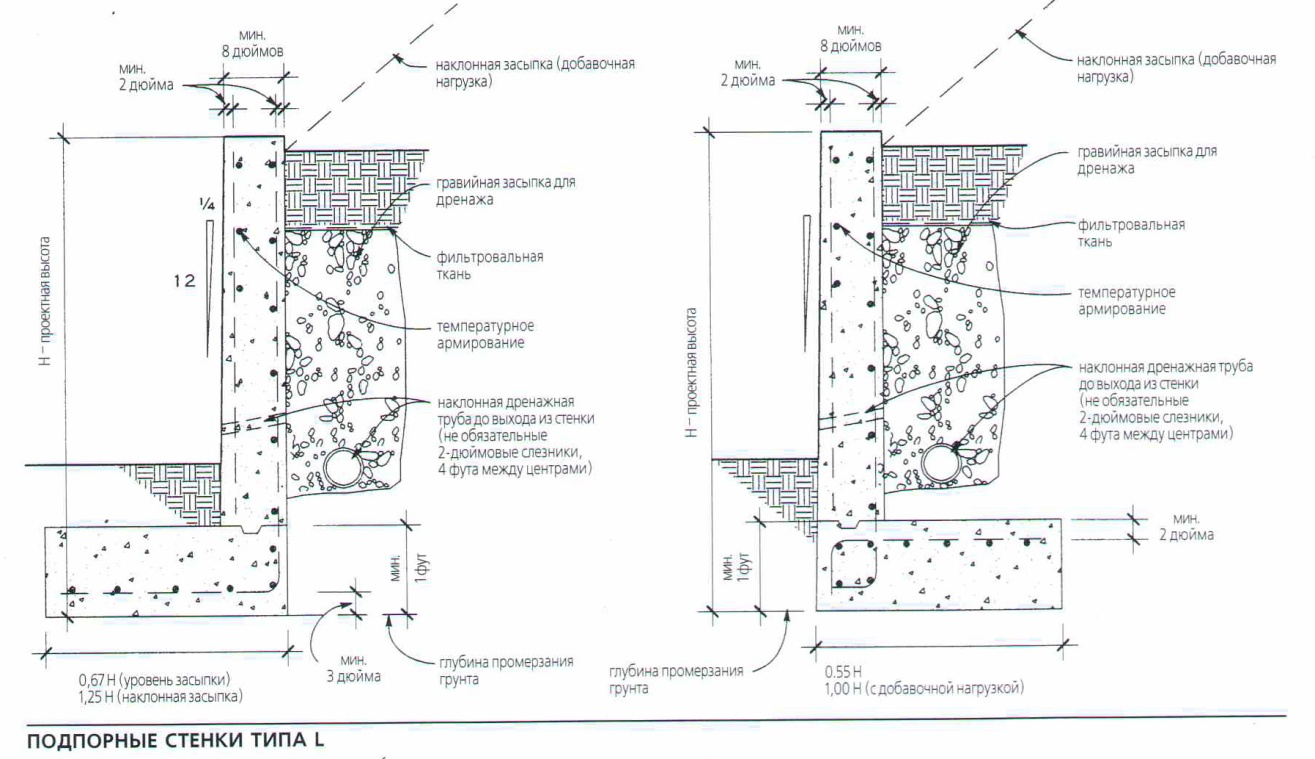 мин.
8 дюймов
мин.
2 дюйма
наклонная засыпка (добавочная
нагрузка)
гравийная засыпка для
дренажа
фильтровальная
ткань
1/4
12
H – проектная высота
температурное
армирование
наклонная дренажная
труба до выхода из стенки
(не обязательные
2-дюймовые слезники,
4 фута между центрами)
мин.
1 фут
мин.
3 дюйма
глубина промерзания
грунта
0,67 H (уровень засыпки)
1,25 H (наклонная засыпка)
мин.
8 дюймов
мин.
2 дюйма
наклонная засыпка (добавочная
нагрузка)
гравийная засыпка для
дренажа
фильтровальная
ткань
H – проектная высота
температурное
армирование
наклонная дренажная труба
до выхода из стенки
(не обязательные
2-дюймовые слезники,
4 фута между центрами)
мин.
2 дюйма
мин.
1 фут
глубина промерзания
грунта
0.55 H
1,00 H (с добавочной нагрузкой)
ПОДПОРНЫЕ СТЕНКИ ТИПА L